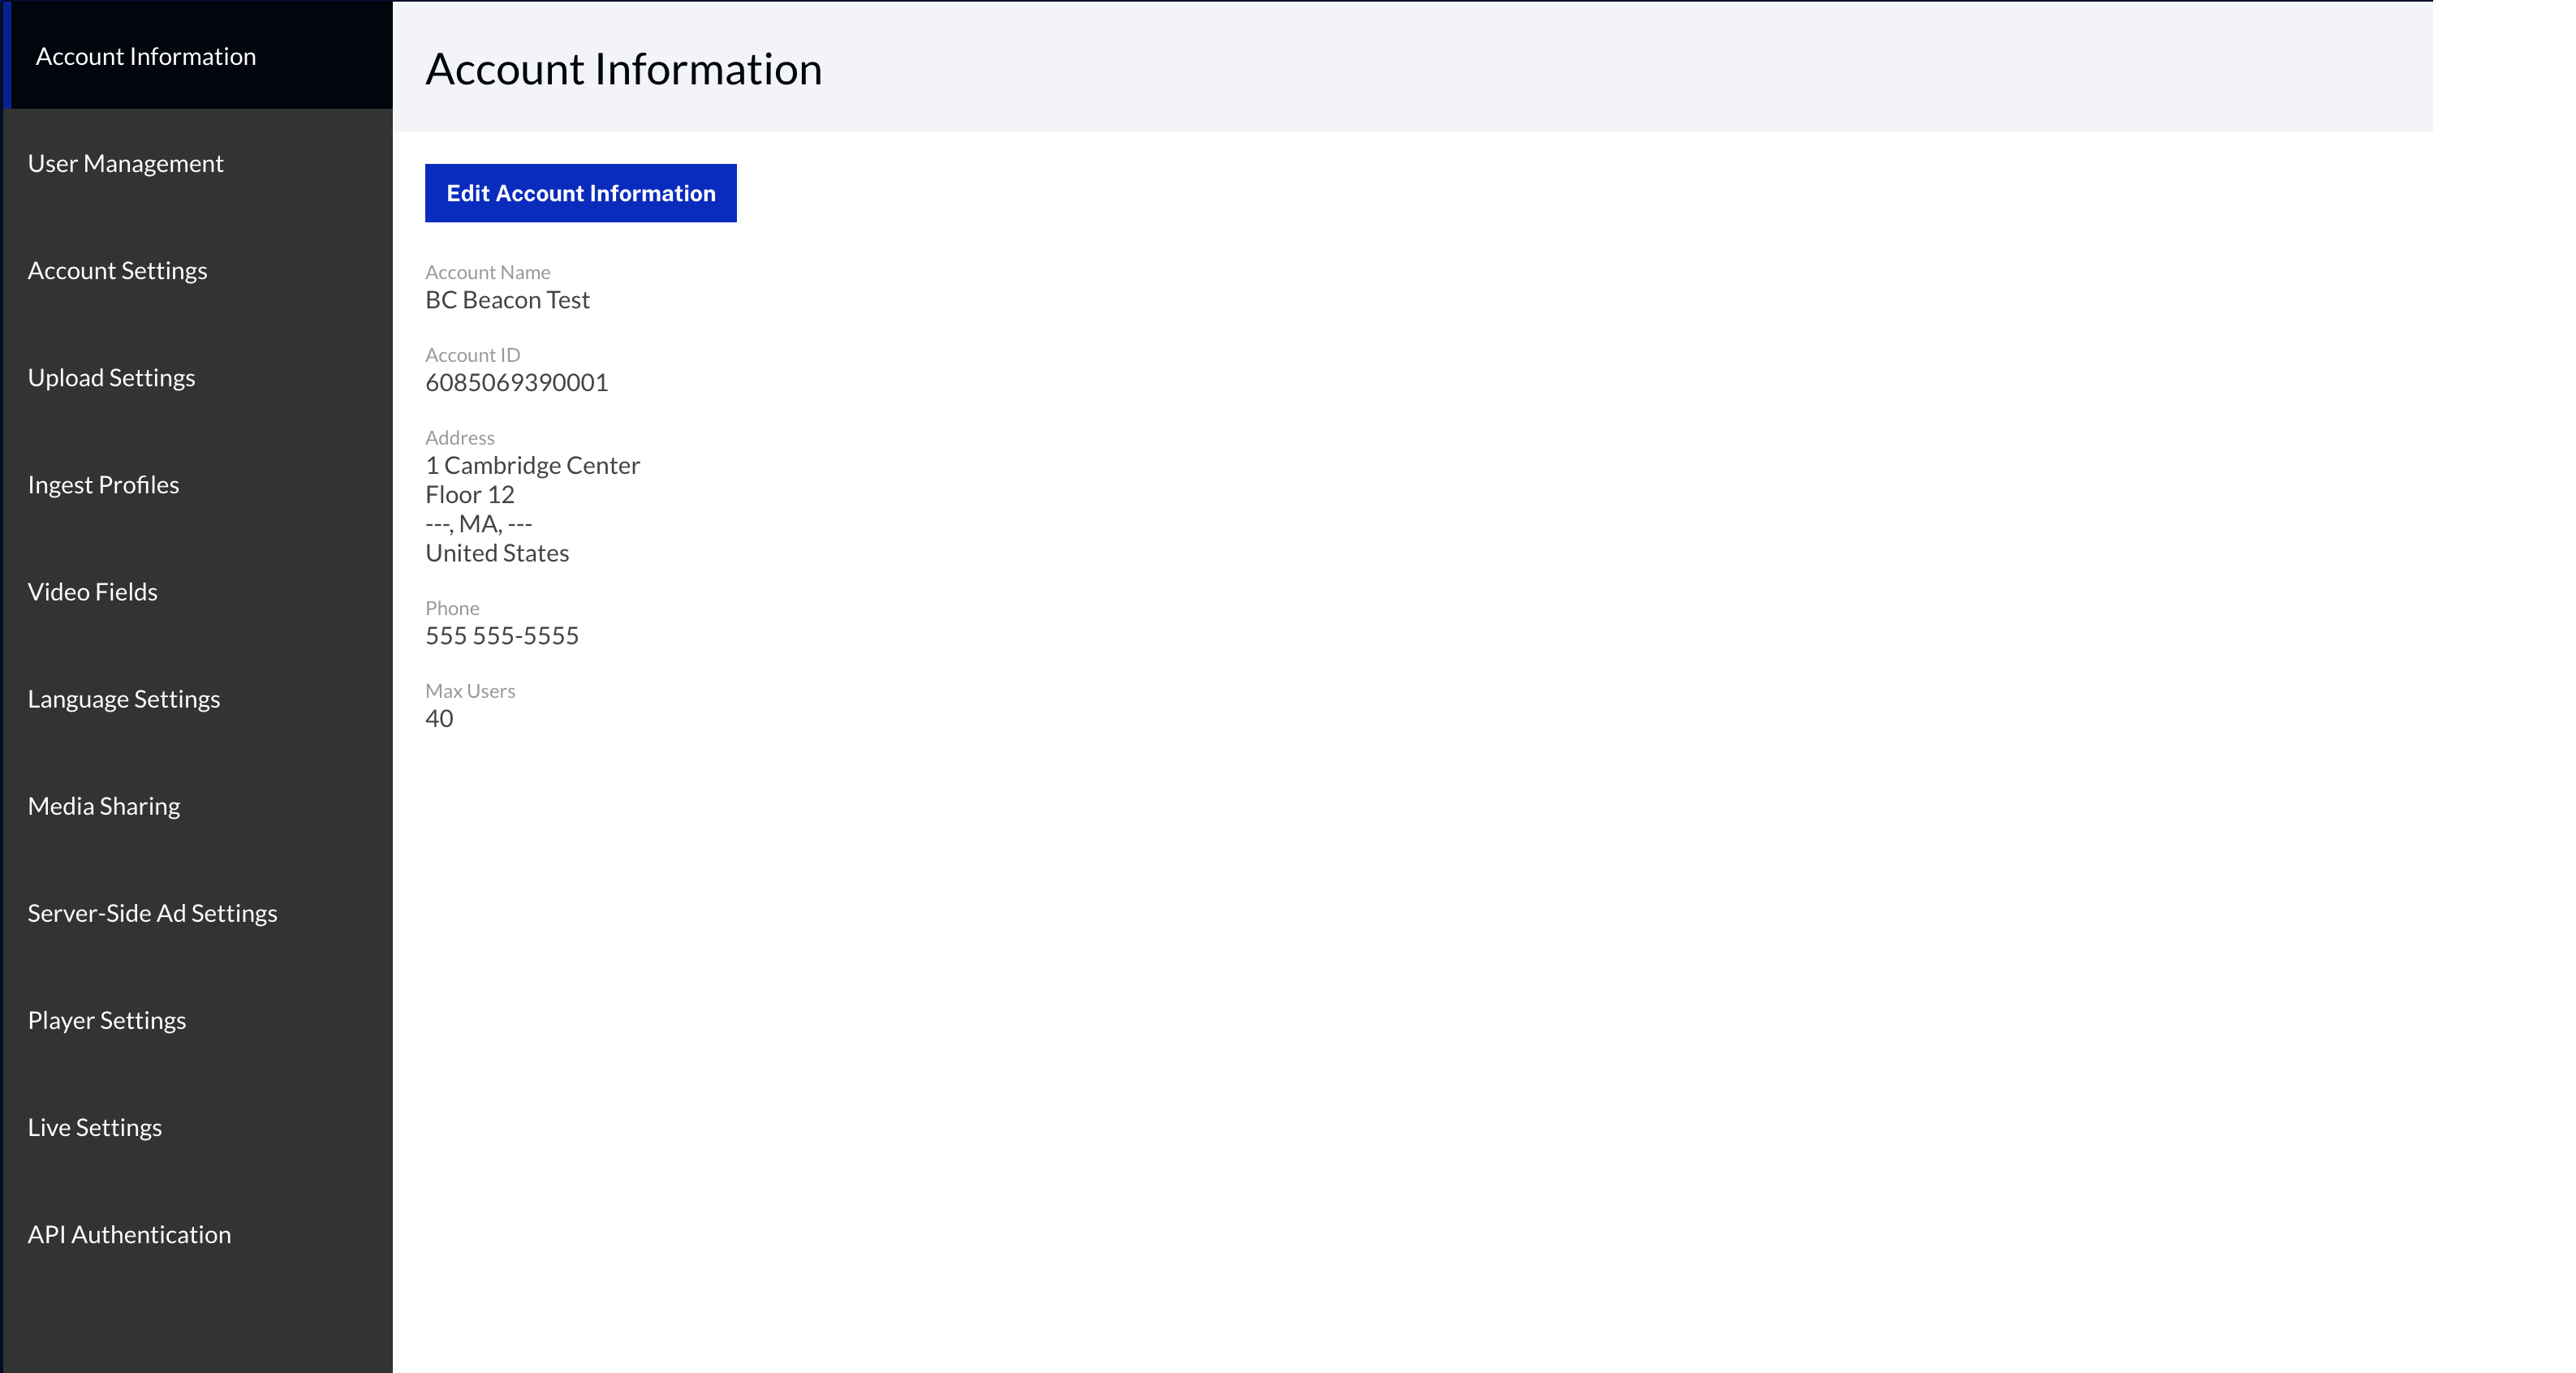 Account Information
User Management
Account Settings
Upload Settings
Ingest Profiles
Video Fields
Language Settings
Media Sharing
Server-Side Ad Settings
Player Settings
Live Settings
API Authentication
Account Information
Edit Account Information
Account Name
BC Beacon Test
Account ID
6085069390001
Address
1 Cambridge Center
Floor 12
---, MA, ---
United States
Phone
555 555-5555
Max Users
40